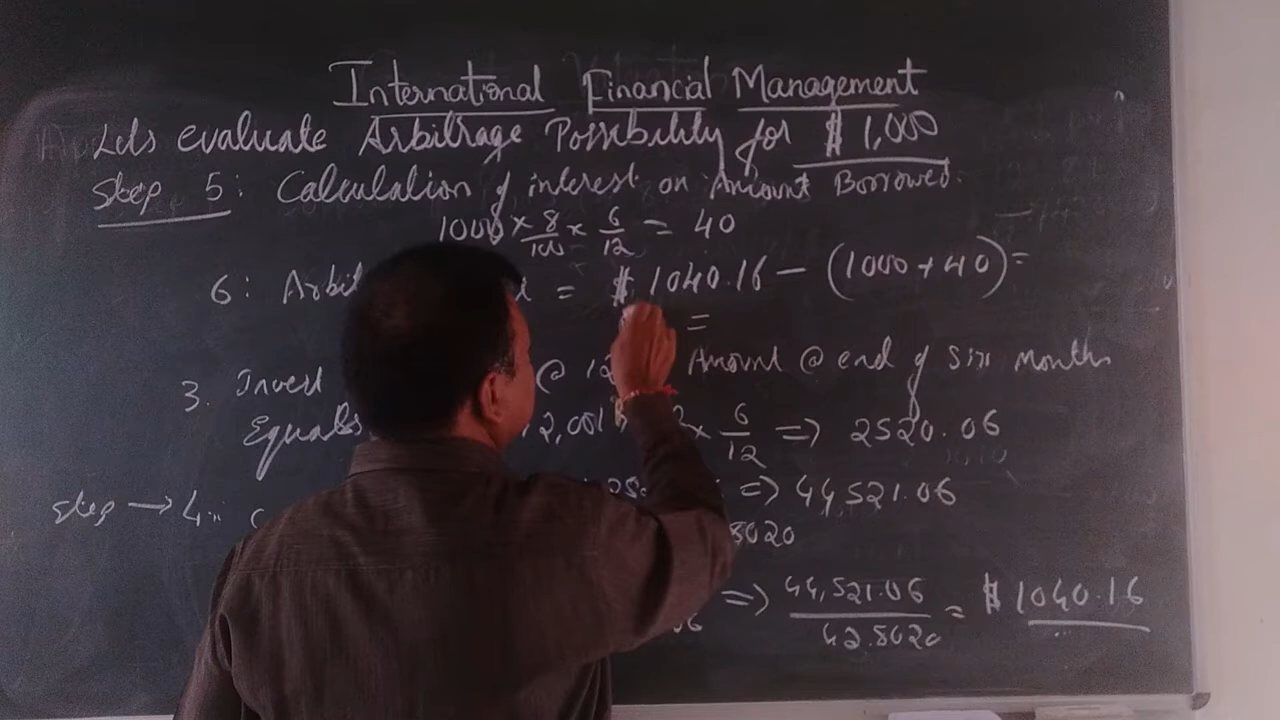 International Financial Management
Lets evaluate Arbitrage Possibility for $ 1,000
Step 5: Calculation of interest on Amount Borrowed.
1000 × 8/100 × 6/12 = 40
6: = $ 1040.16 - (1000 + 40) =
=
3. Invest @ 12 Amount @ end of Six Months
Equals × 6/12 => 2520.06
Step → 4: => 44,521.06
8020
=> 44,521.06/42.8020 = $ 1040.16